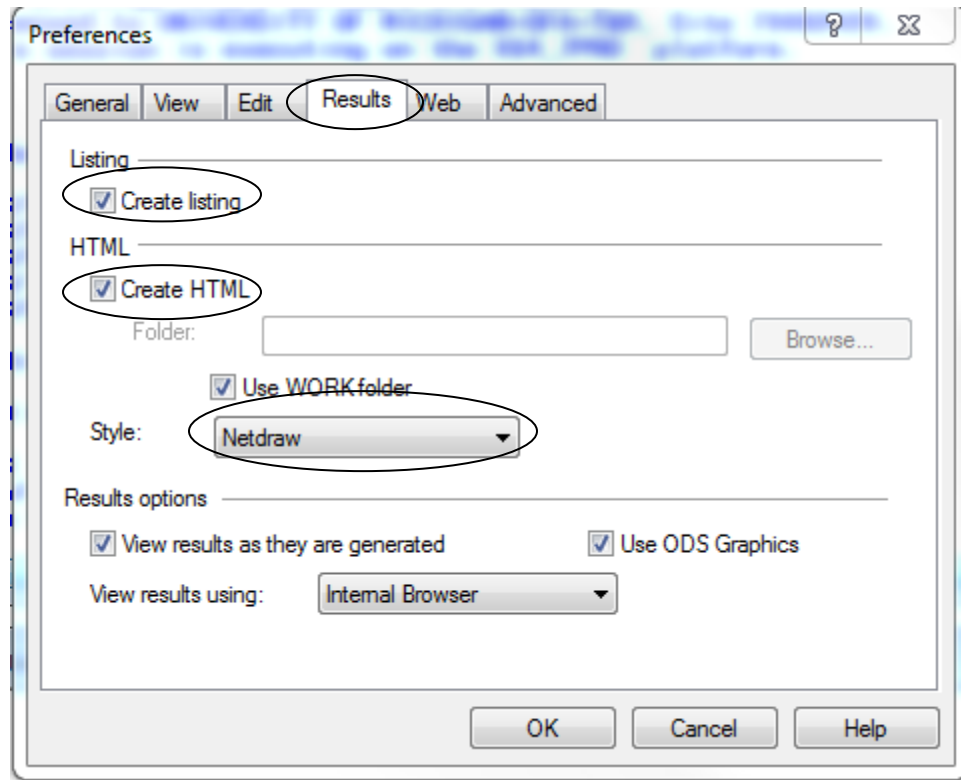 Preferences
General View Edit Results Web Advanced
Listing
Create listing
HTML
Create HTML
Folder: Browse...
Use WORK folder
Style: Netdraw
Results options
View results as they are generated Use ODS Graphics
View results using: Internal Browser
OK Cancel Help